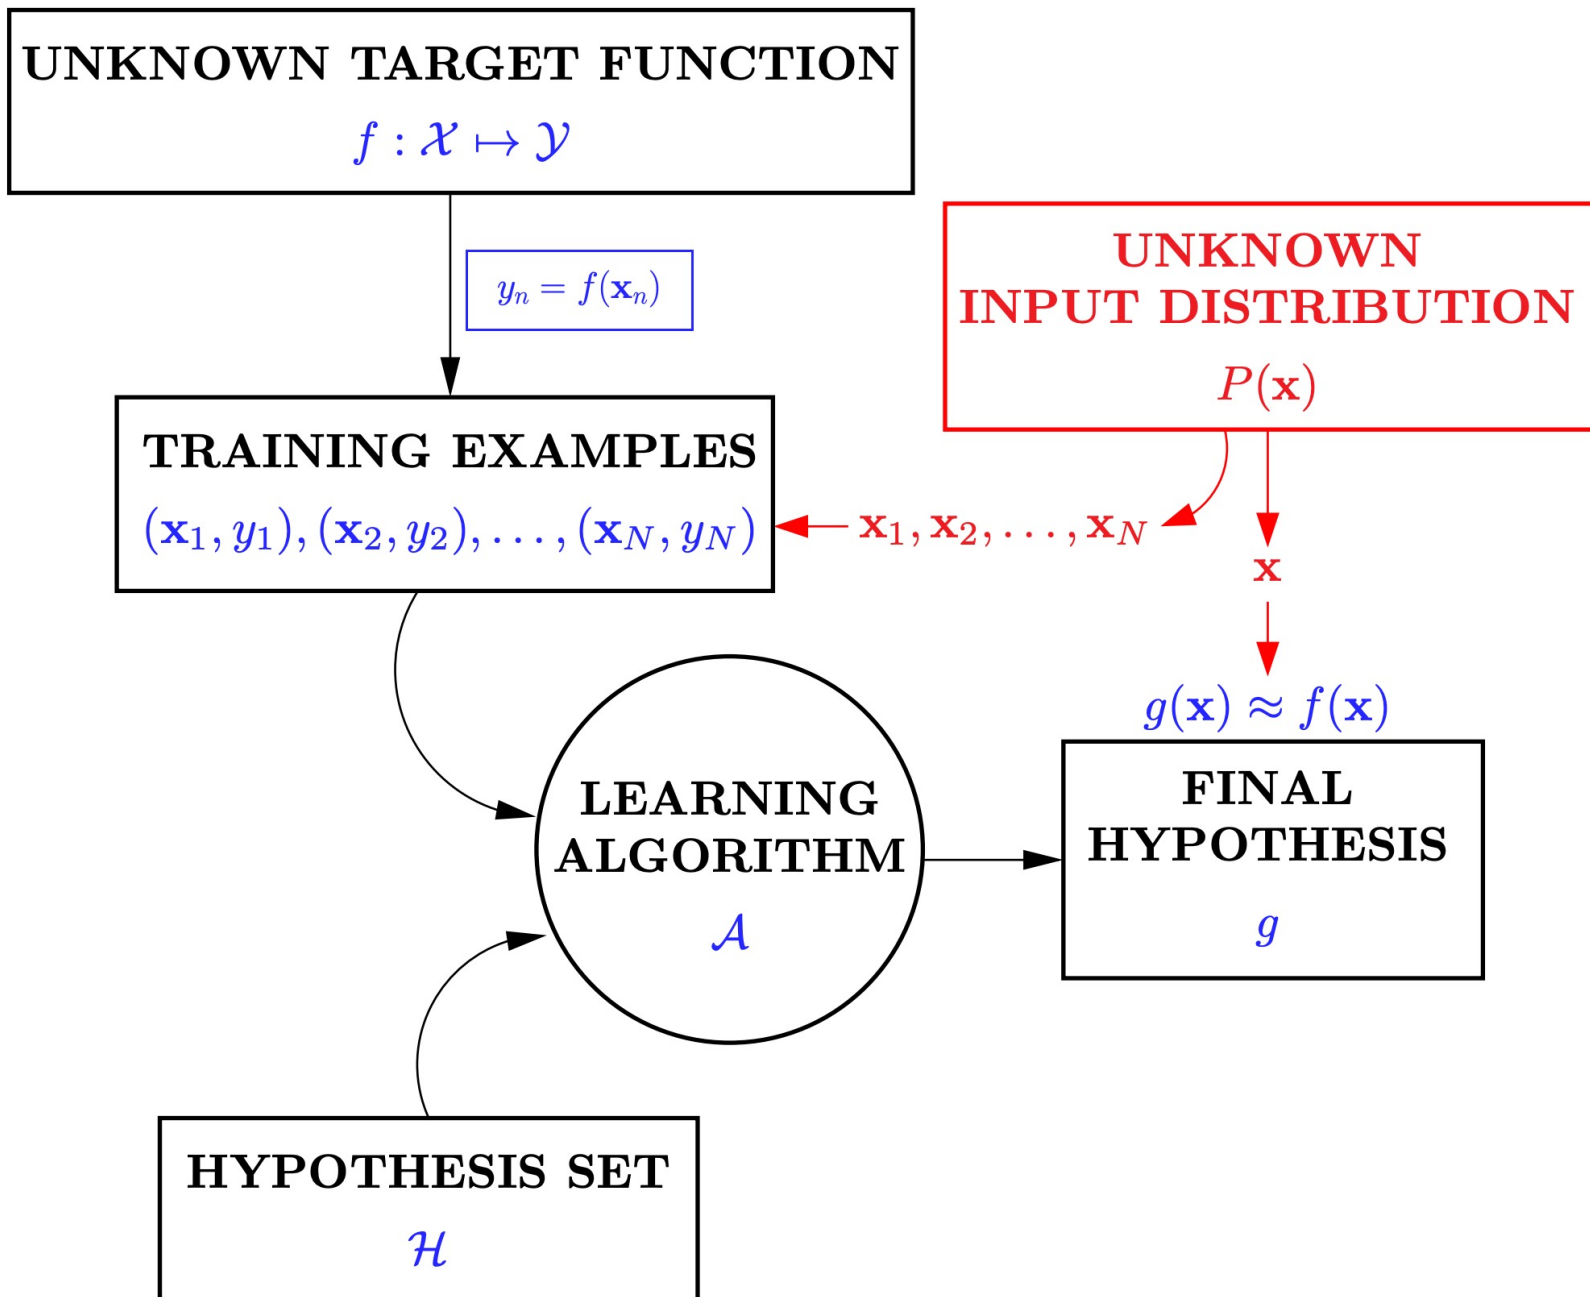 UNKNOWN TARGET FUNCTION
f : 𝒳 ↦ 𝒴
yₙ = f(𝐱ₙ)
UNKNOWN
INPUT DISTRIBUTION
P(𝐱)
TRAINING EXAMPLES
(𝐱₁, y₁), (𝐱₂, y₂), . . . , (𝐱_N, y_N)
𝐱₁, 𝐱₂, . . . , 𝐱_N
𝐱
g(𝐱) ≈ f(𝐱)
LEARNING
ALGORITHM
𝒜
FINAL
HYPOTHESIS
g
HYPOTHESIS SET
ℋ